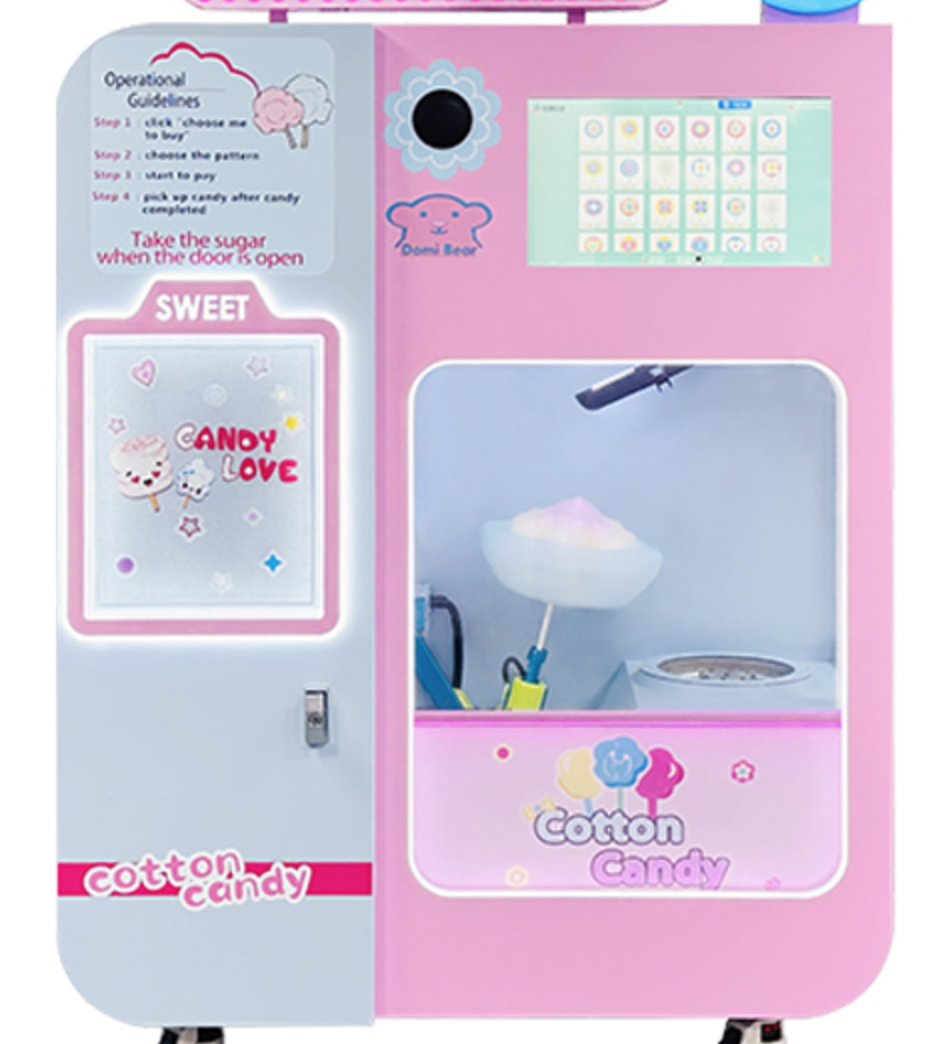 Operational
Guidelines
Step 1 : click "choose me
to buy"
Step 2 : choose the pattern
Step 3 : start to pay
Step 4 : pick up candy after candy
completed
Take the sugar
when the door is open
SWEET
CANDY
LOVE
cotton
candy
Domi Bear
Cotton
Candy